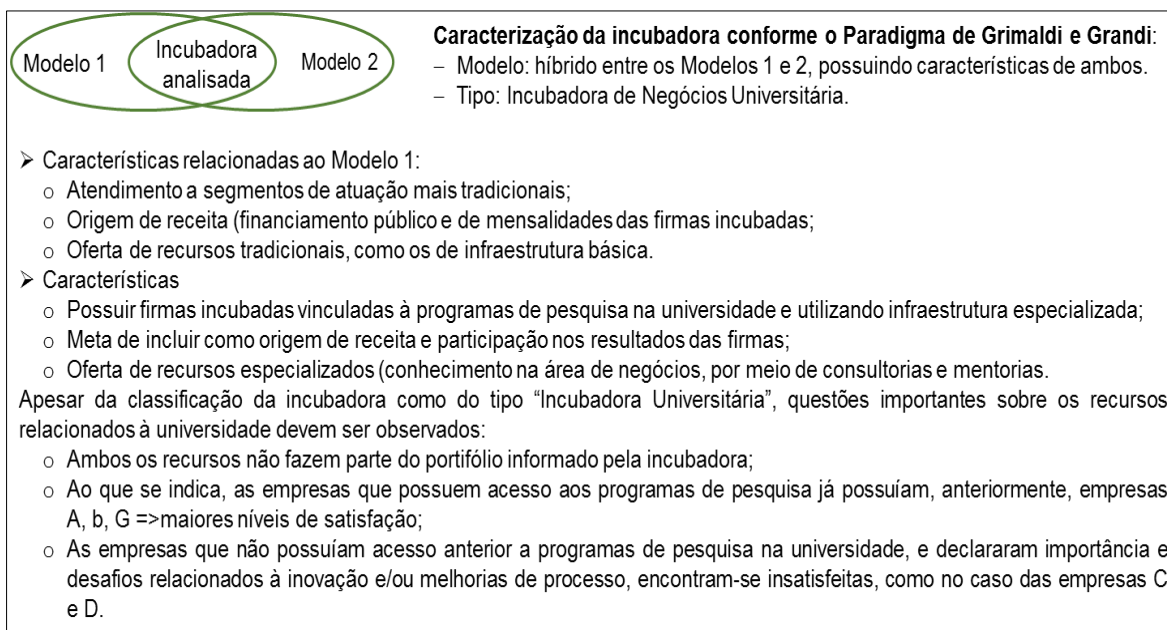 Modelo 1
Incubadora
analisada
Modelo 2
Caracterização da incubadora conforme o Paradigma de Grimaldi e Grandi:
− Modelo: híbrido entre os Modelos 1 e 2, possuindo características de ambos.
− Tipo: Incubadora de Negócios Universitária.
➢ Características relacionadas ao Modelo 1:
o Atendimento a segmentos de atuação mais tradicionais;
o Origem de receita (financiamento público e de mensalidades das firmas incubadas;
o Oferta de recursos tradicionais, como os de infraestrutura básica.
➢ Características
o Possuir firmas incubadas vinculadas à programas de pesquisa na universidade e utilizando infraestrutura especializada;
o Meta de incluir como origem de receita e participação nos resultados das firmas;
o Oferta de recursos especializados (conhecimento na área de negócios, por meio de consultorias e mentorias.
Apesar da classificação da incubadora como do tipo “Incubadora Universitária”, questões importantes sobre os recursos
relacionados à universidade devem ser observados:
o Ambos os recursos não fazem parte do portifólio informado pela incubadora;
o Ao que se indica, as empresas que possuem acesso aos programas de pesquisa já possuíam, anteriormente, empresas
A, b, G =>maiores níveis de satisfação;
o As empresas que não possuíam acesso anterior a programas de pesquisa na universidade, e declararam importância e
desafios relacionados à inovação e/ou melhorias de processo, encontram-se insatisfeitas, como no caso das empresas C
e D.